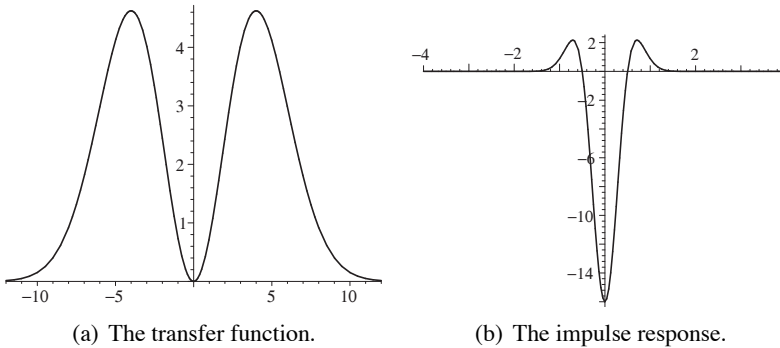 4
3
2
1
−10 −5 0 5 10
(a) The transfer function.
2
−4 −2 2
−2
−6
−10
−14
(b) The impulse response.